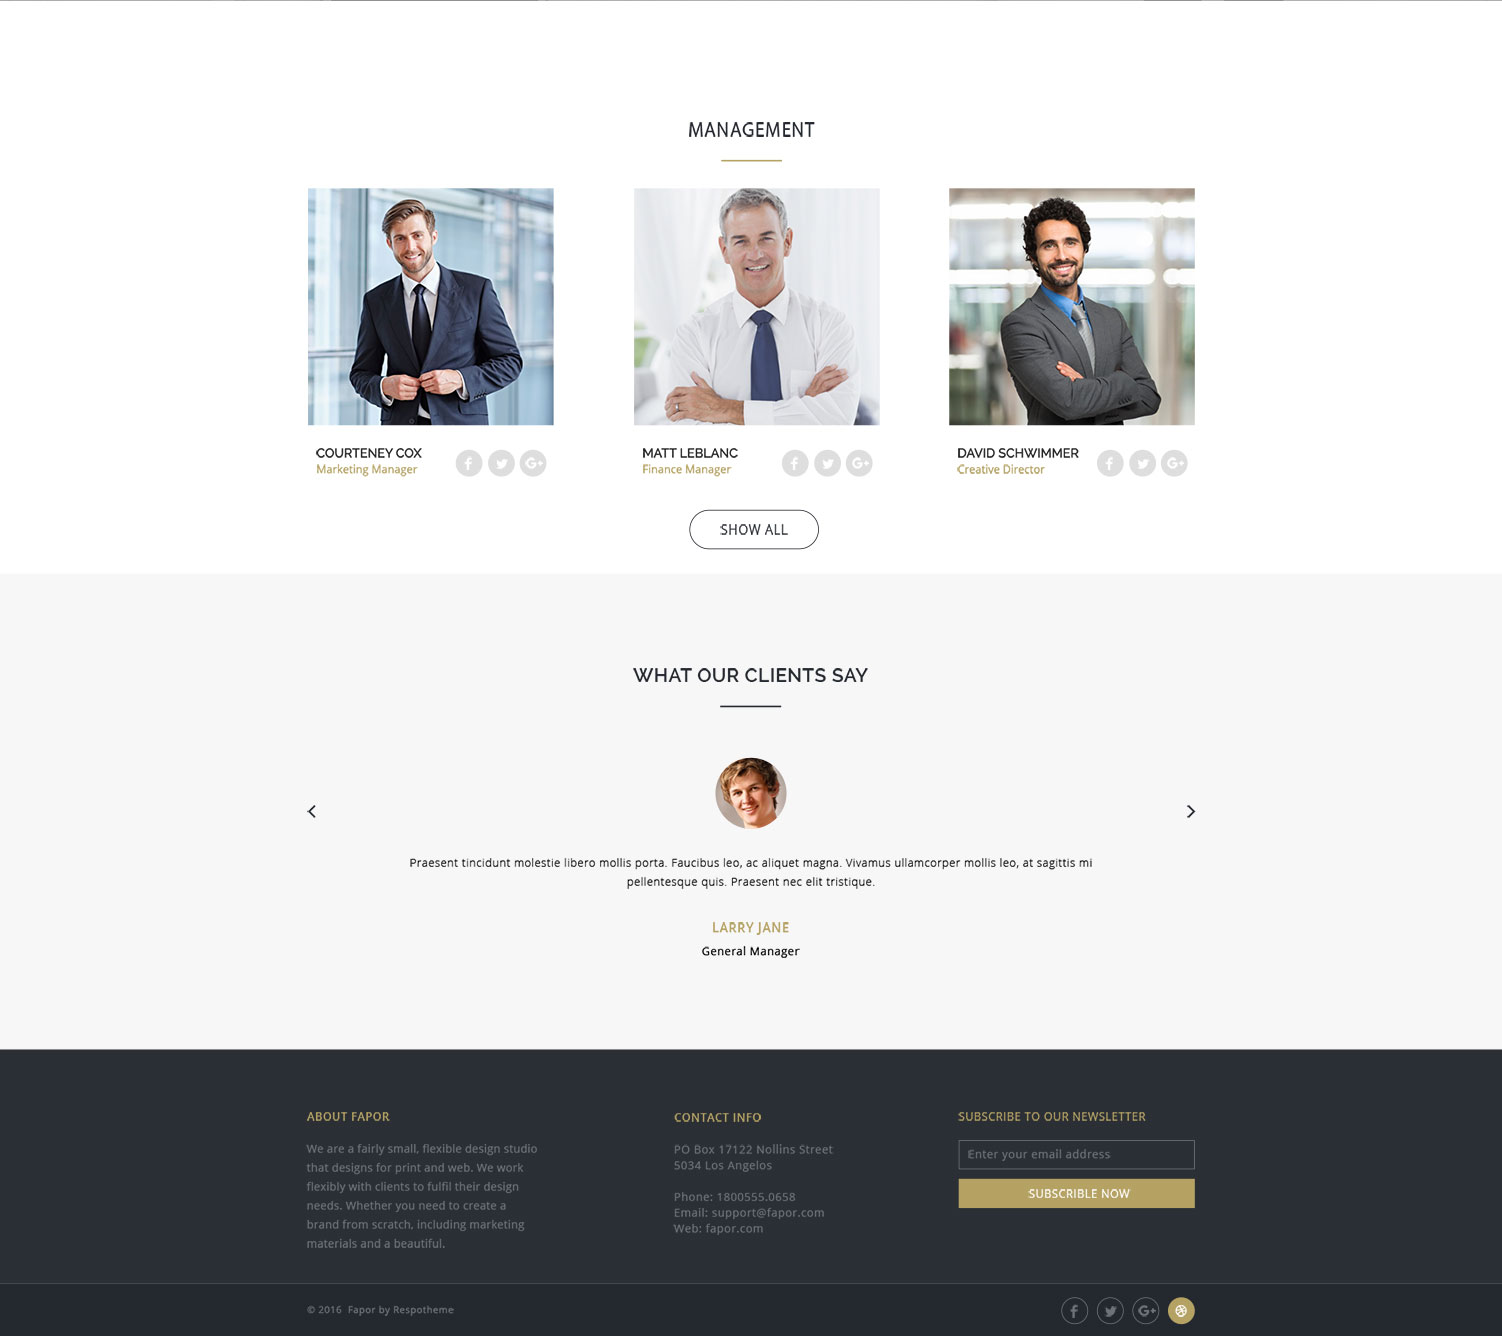 MANAGEMENT
COURTENEY COX
Marketing Manager
MATT LEBLANC
Finance Manager
DAVID SCHWIMMER
Creative Director
SHOW ALL
WHAT OUR CLIENTS SAY
Praesent tincidunt molestie libero mollis porta. Faucibus leo, ac aliquet magna. Vivamus ullamcorper mollis leo, at sagittis mi
pellentesque quis. Praesent nec elit tristique.
LARRY JANE
General Manager
ABOUT FAPOR
We are a fairly small, flexible design studio
that designs for print and web. We work
flexibly with clients to fulfil their design
needs. Whether you need to create a
brand from scratch, including marketing
materials and a beautiful.
CONTACT INFO
PO Box 17122 Nollins Street
5034 Los Angelos
Phone: 1800555.0658
Email: support@fapor.com
Web: fapor.com
SUBSCRIBE TO OUR NEWSLETTER
Enter your email address
SUBSCRIBLE NOW
© 2016 Fapor by Respotheme